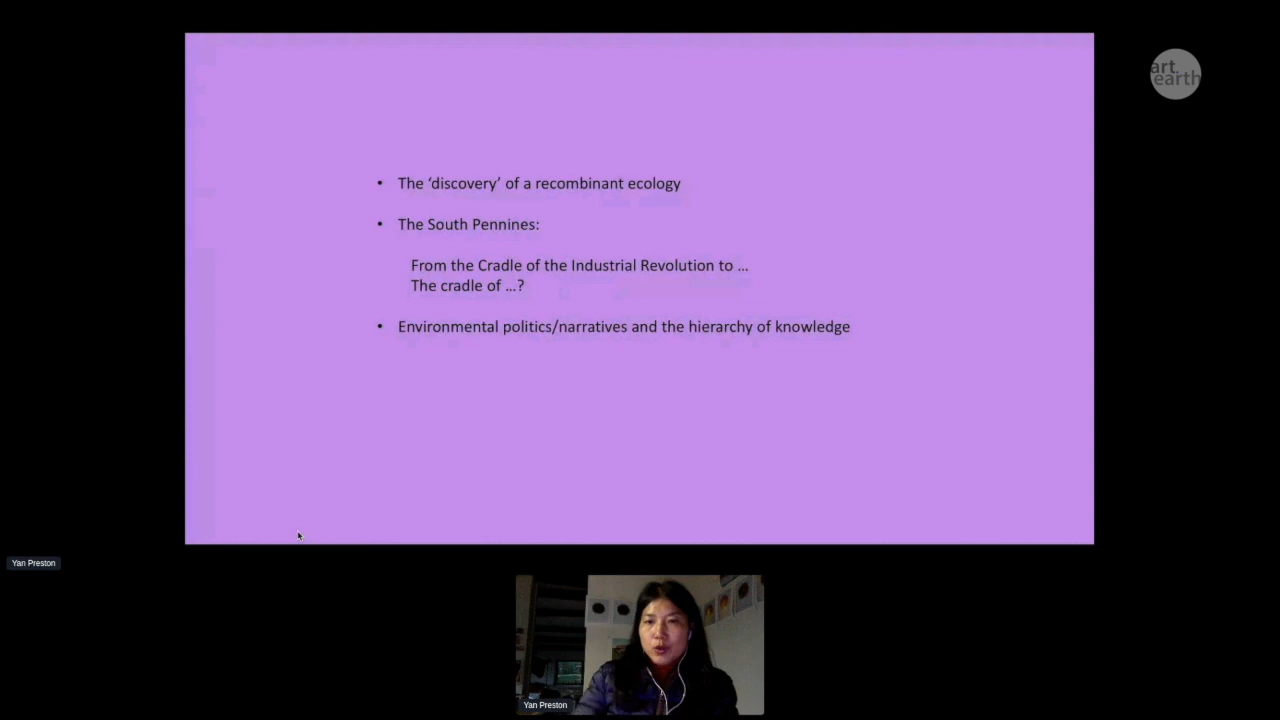 art
earth
• The ‘discovery’ of a recombinant ecology
• The South Pennines:
From the Cradle of the Industrial Revolution to ...
The cradle of ...?
• Environmental politics/narratives and the hierarchy of knowledge
Yan Preston
Yan Preston